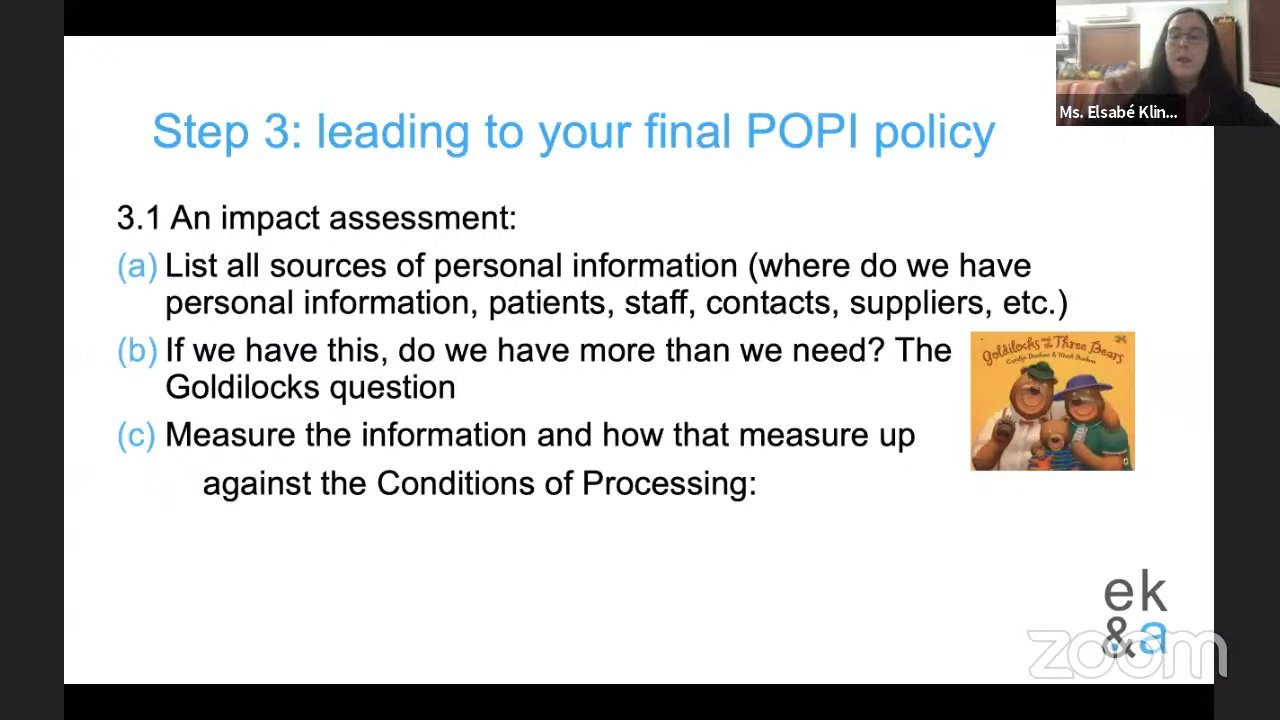 Step 3: leading to your final POPI policy
Ms. Elsabé Klin...
3.1 An impact assessment:
(a) List all sources of personal information (where do we have
personal information, patients, staff, contacts, suppliers, etc.)
(b) If we have this, do we have more than we need? The
Goldilocks question
(c) Measure the information and how that measure up
against the Conditions of Processing:
Goldilocks and the Three Bears
ek
&a
zoom